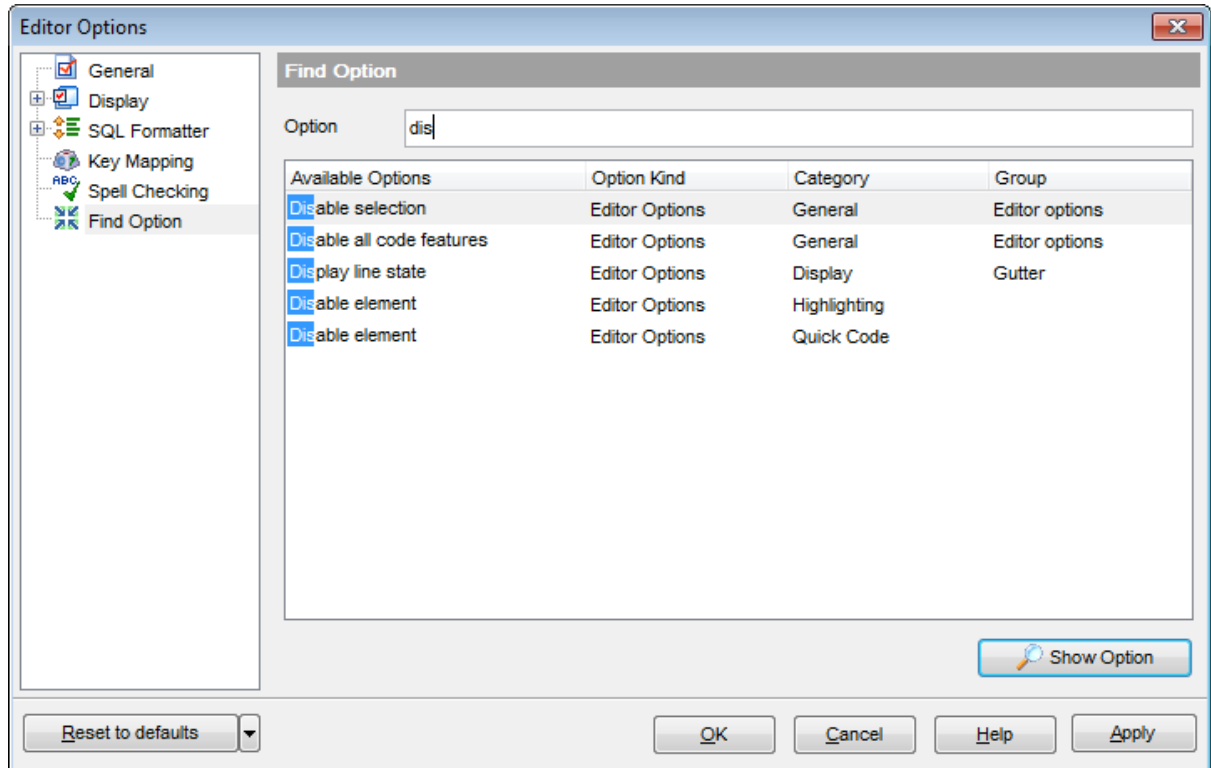 Editor Options
General
Display
SQL Formatter
Key Mapping
ABC
Spell Checking
Find Option
Find Option
Option dis
Available Options Option Kind Category Group
Disable selection Editor Options General Editor options
Disable all code features Editor Options General Editor options
Display line state Editor Options Display Gutter
Disable element Editor Options Highlighting
Disable element Editor Options Quick Code
Show Option
Reset to defaults OK Cancel Help Apply